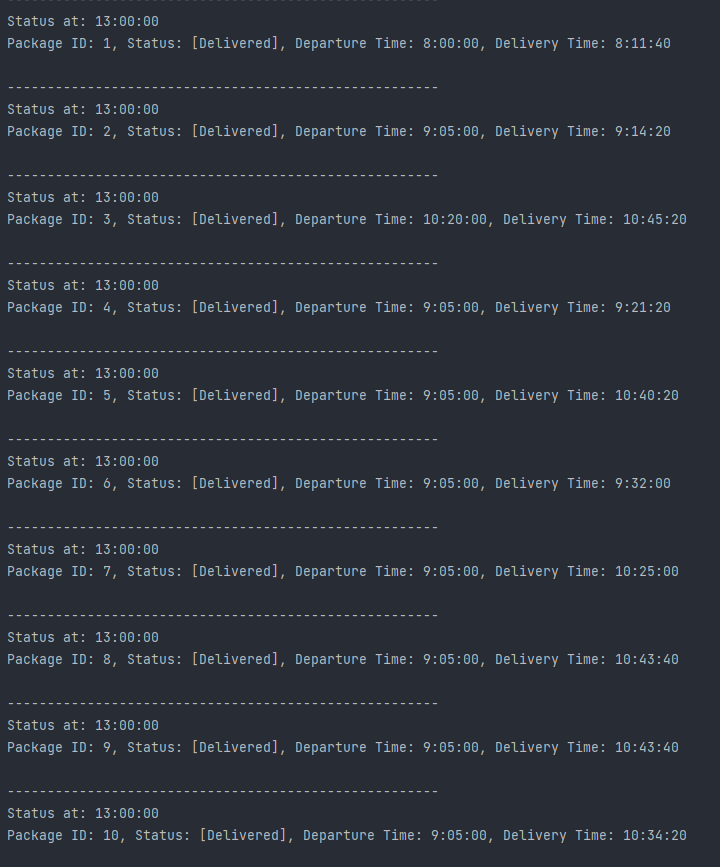 ------------------------------------------------------
Status at: 13:00:00
Package ID: 1, Status: [Delivered], Departure Time: 8:00:00, Delivery Time: 8:11:40
------------------------------------------------------
Status at: 13:00:00
Package ID: 2, Status: [Delivered], Departure Time: 9:05:00, Delivery Time: 9:14:20
------------------------------------------------------
Status at: 13:00:00
Package ID: 3, Status: [Delivered], Departure Time: 10:20:00, Delivery Time: 10:45:20
------------------------------------------------------
Status at: 13:00:00
Package ID: 4, Status: [Delivered], Departure Time: 9:05:00, Delivery Time: 9:21:20
------------------------------------------------------
Status at: 13:00:00
Package ID: 5, Status: [Delivered], Departure Time: 9:05:00, Delivery Time: 10:40:20
------------------------------------------------------
Status at: 13:00:00
Package ID: 6, Status: [Delivered], Departure Time: 9:05:00, Delivery Time: 9:32:00
------------------------------------------------------
Status at: 13:00:00
Package ID: 7, Status: [Delivered], Departure Time: 9:05:00, Delivery Time: 10:25:00
------------------------------------------------------
Status at: 13:00:00
Package ID: 8, Status: [Delivered], Departure Time: 9:05:00, Delivery Time: 10:43:40
------------------------------------------------------
Status at: 13:00:00
Package ID: 9, Status: [Delivered], Departure Time: 9:05:00, Delivery Time: 10:43:40
------------------------------------------------------
Status at: 13:00:00
Package ID: 10, Status: [Delivered], Departure Time: 9:05:00, Delivery Time: 10:34:20